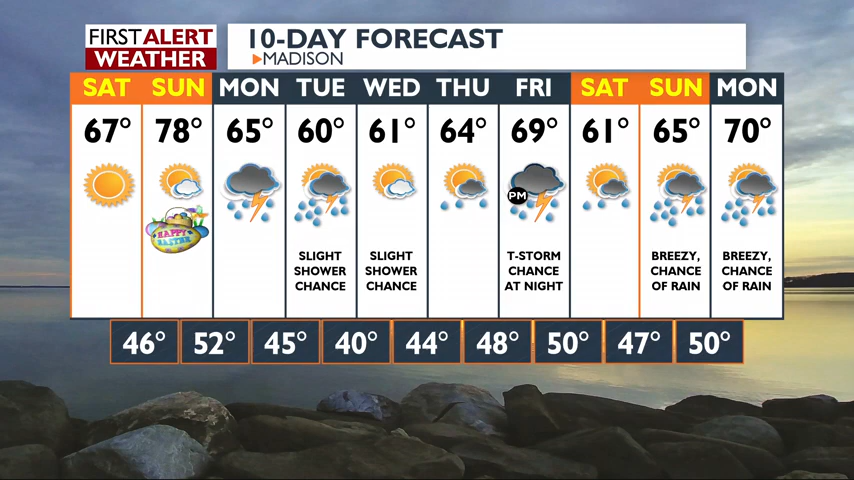 FIRST ALERT
WEATHER
10-DAY FORECAST
MADISON
SAT SUN MON TUE WED THU FRI SAT SUN MON
67° 78° 65° 60° 61° 64° 69° 61° 65° 70°
PM
HAPPY
EASTER
SLIGHT
SHOWER
CHANCE
SLIGHT
SHOWER
CHANCE
T-STORM
CHANCE
AT NIGHT
BREEZY,
CHANCE
OF RAIN
BREEZY,
CHANCE
OF RAIN
46° 52° 45° 40° 44° 48° 50° 47° 50°